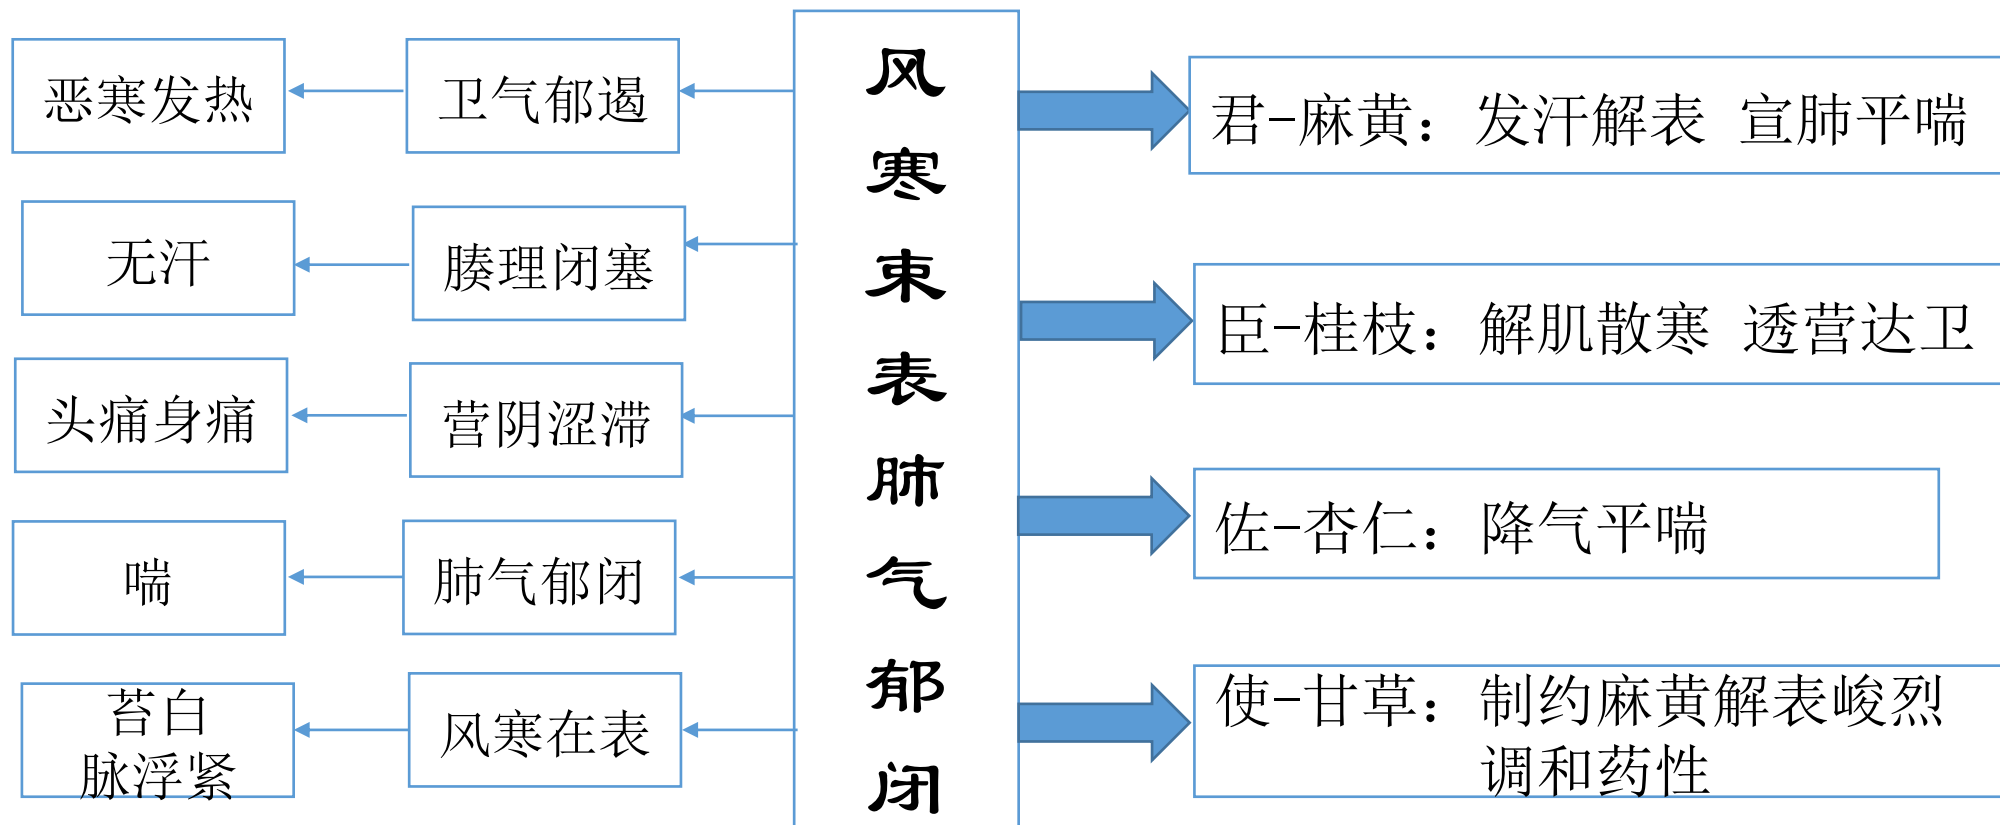 恶寒发热
卫气郁遏
无汗
腠理闭塞
头痛身痛
营阴涩滞
喘
肺气郁闭
苔白
脉浮紧
风寒在表
风
寒
束
表
肺
气
郁
闭
君-麻黄：发汗解表 宣肺平喘
臣-桂枝：解肌散寒 透营达卫
佐-杏仁：降气平喘
使-甘草：制约麻黄解表峻烈
调和药性